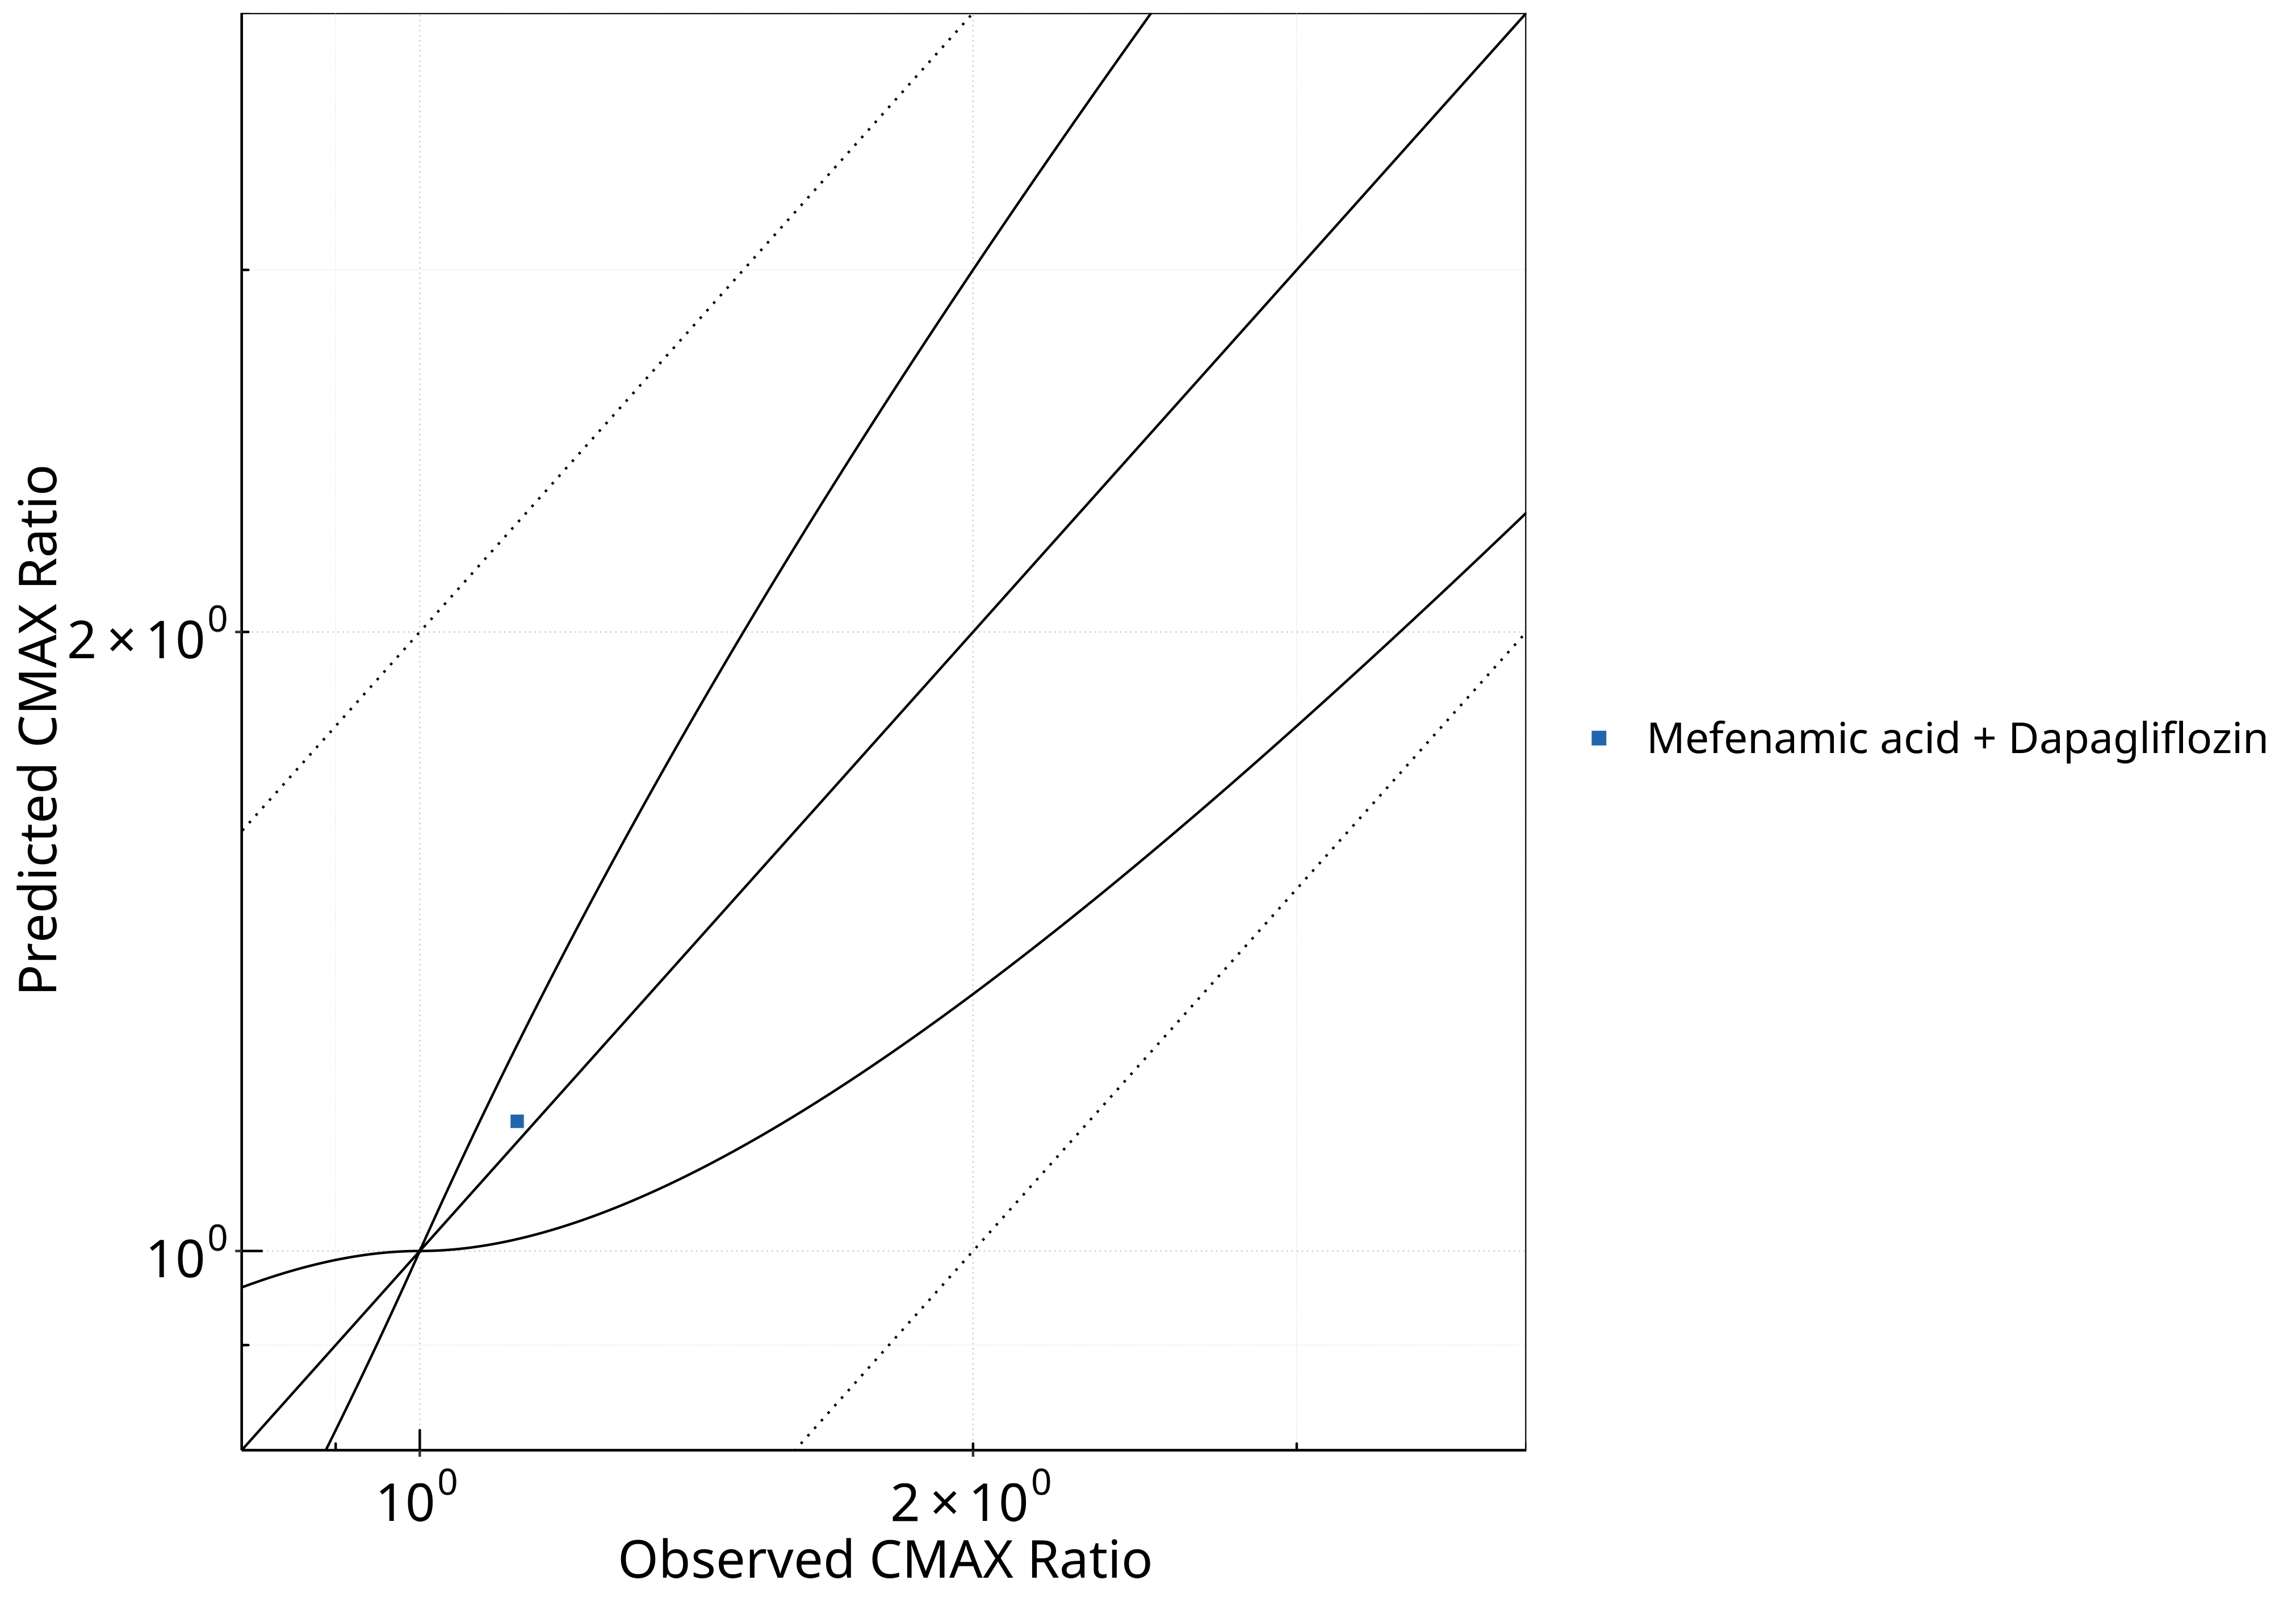 Predicted CMAX Ratio
2 × 10⁰
10⁰
10⁰
2 × 10⁰
Observed CMAX Ratio
Mefenamic acid + Dapagliflozin